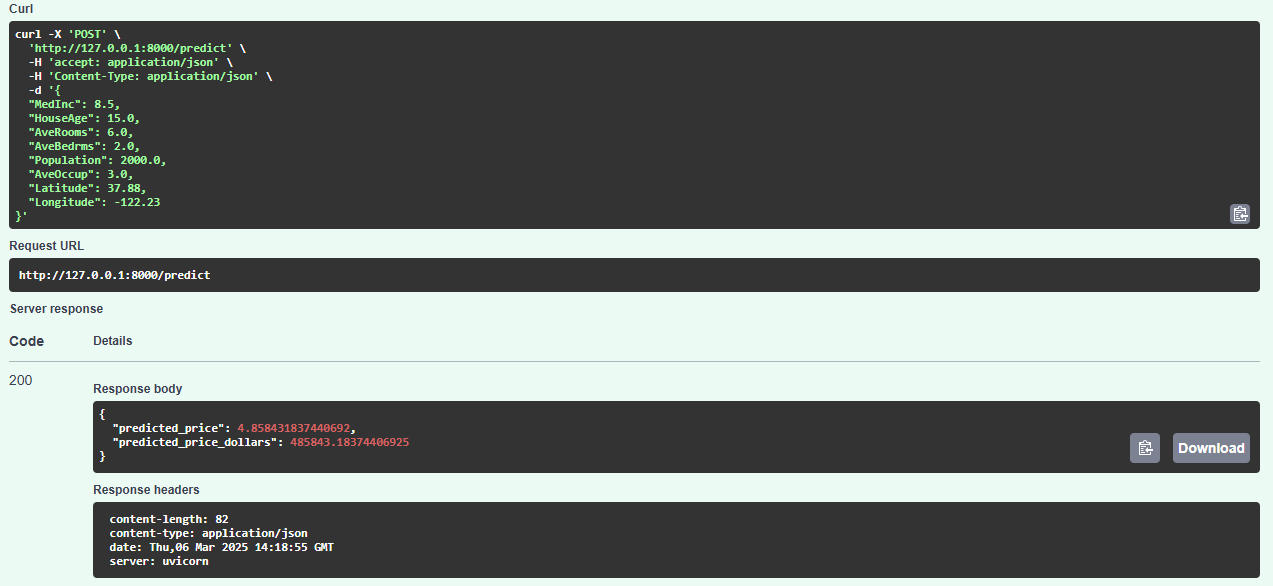 Curl
curl -X 'POST' \
  'http://127.0.0.1:8000/predict' \
  -H 'accept: application/json' \
  -H 'Content-Type: application/json' \
  -d '{
  "MedInc": 8.5,
  "HouseAge": 15.0,
  "AveRooms": 6.0,
  "AveBedrms": 2.0,
  "Population": 2000.0,
  "AveOccup": 3.0,
  "Latitude": 37.88,
  "Longitude": -122.23
}'
Request URL
http://127.0.0.1:8000/predict
Server response
Code Details
200
Response body
{
  "predicted_price": 4.858431837440692,
  "predicted_price_dollars": 485843.18374406925
}
Download
Response headers
content-length: 82
content-type: application/json
date: Thu,06 Mar 2025 14:18:55 GMT
server: uvicorn